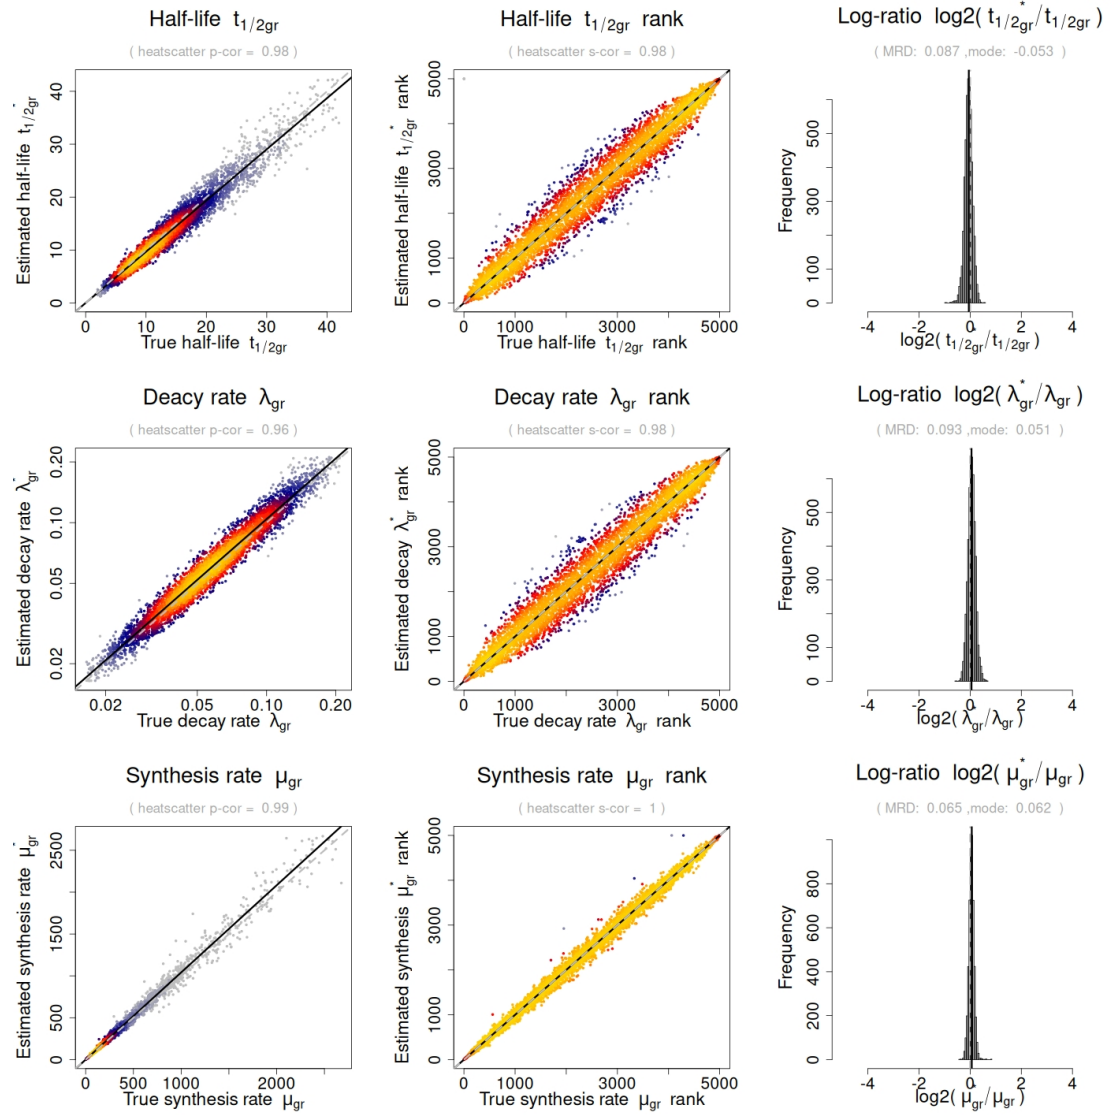 Half-life t1/2gr
( heatscatter p-cor = 0.98 )
Estimated half-life t1/2gr*
0 10 20 30 40
0 10 20 30 40
True half-life t1/2gr
Half-life t1/2gr rank
( heatscatter s-cor = 0.98 )
Estimated half-life t1/2gr* rank
0 1000 3000 5000
0 1000 3000 5000
True half-life t1/2gr rank
Log-ratio log2( t1/2gr*/t1/2gr )
( MRD: 0.087 ,mode: -0.053 )
Frequency
0 100 300 500
-4 -2 0 2 4
log2( t1/2gr/t1/2gr )
Deacy rate λgr
( heatscatter p-cor = 0.96 )
Estimated decay rate λgr*
0.02 0.05 0.10 0.20
0.02 0.05 0.10 0.20
True decay rate λgr
Decay rate λgr rank
( heatscatter s-cor = 0.98 )
Estimated decay λgr* rank
0 1000 3000 5000
0 1000 3000 5000
True decay rate λgr rank
Log-ratio log2( λgr*/λgr )
( MRD: 0.093 ,mode: 0.051 )
Frequency
0 100 300 500
-4 -2 0 2 4
log2( λgr/λgr )
Synthesis rate μgr
( heatscatter p-cor = 0.99 )
Estimated synthesis rate μgr*
0 500 1500 2500
0 500 1000 2000
True synthesis rate μgr
Synthesis rate μgr rank
( heatscatter s-cor = 1 )
Estimated synthesis μgr* rank
0 1000 3000 5000
0 1000 3000 5000
True synthesis rate μgr rank
Log-ratio log2( μgr*/μgr )
( MRD: 0.065 ,mode: 0.062 )
Frequency
0 200 400 600 800
-4 -2 0 2 4
log2( μgr/μgr )